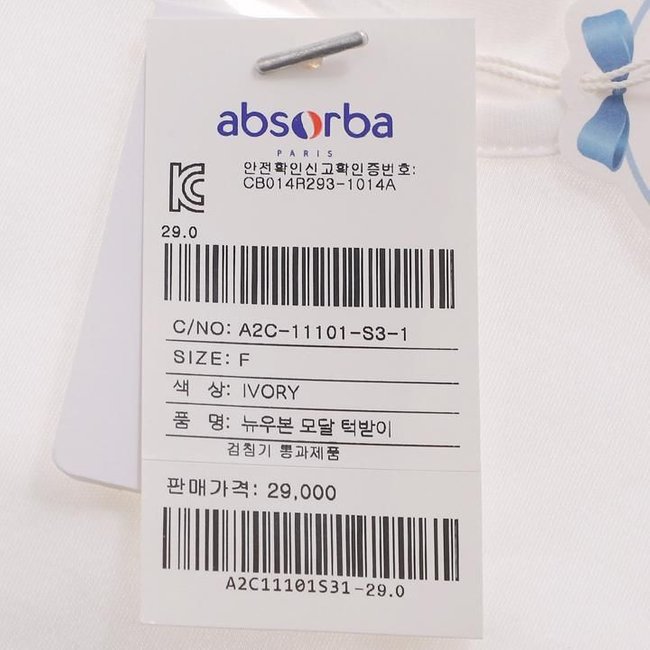 absorba
PARIS
안전확인신고확인증번호:
CB014R293-1014A
29.0
C/NO: A2C-11101-S3-1
SIZE: F
색 상: IVORY
품 명: 뉴우본 모달 턱받이
검침기 통과제품
판매가격: 29,000
A2C11101S31-29.0